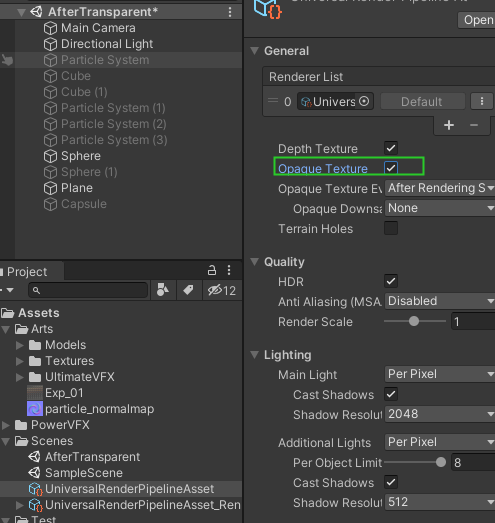 AfterTransparent*
Main Camera
Directional Light
Particle System
Cube
Cube (1)
Particle System (1)
Particle System (2)
Particle System (3)
Sphere
Sphere (1)
Plane
Capsule
Project
12
Assets
Arts
Models
Textures
UltimateVFX
Exp_01
particle_normalmap
PowerVFX
Scenes
AfterTransparent
SampleScene
UniversalRenderPipelineAsset
UniversalRenderPipelineAsset_Ren
Test
Open
General
Renderer List
0 Univers Default
+ −
Depth Texture
Opaque Texture
Opaque Texture Ev After Rendering S
Opaque Downsa None
Terrain Holes
Quality
HDR
Anti Aliasing (MSA Disabled
Render Scale 1
Lighting
Main Light Per Pixel
Cast Shadows
Shadow Resolut 2048
Additional Lights Per Pixel
Per Object Limit 8
Cast Shadows
Shadow Resolut 512